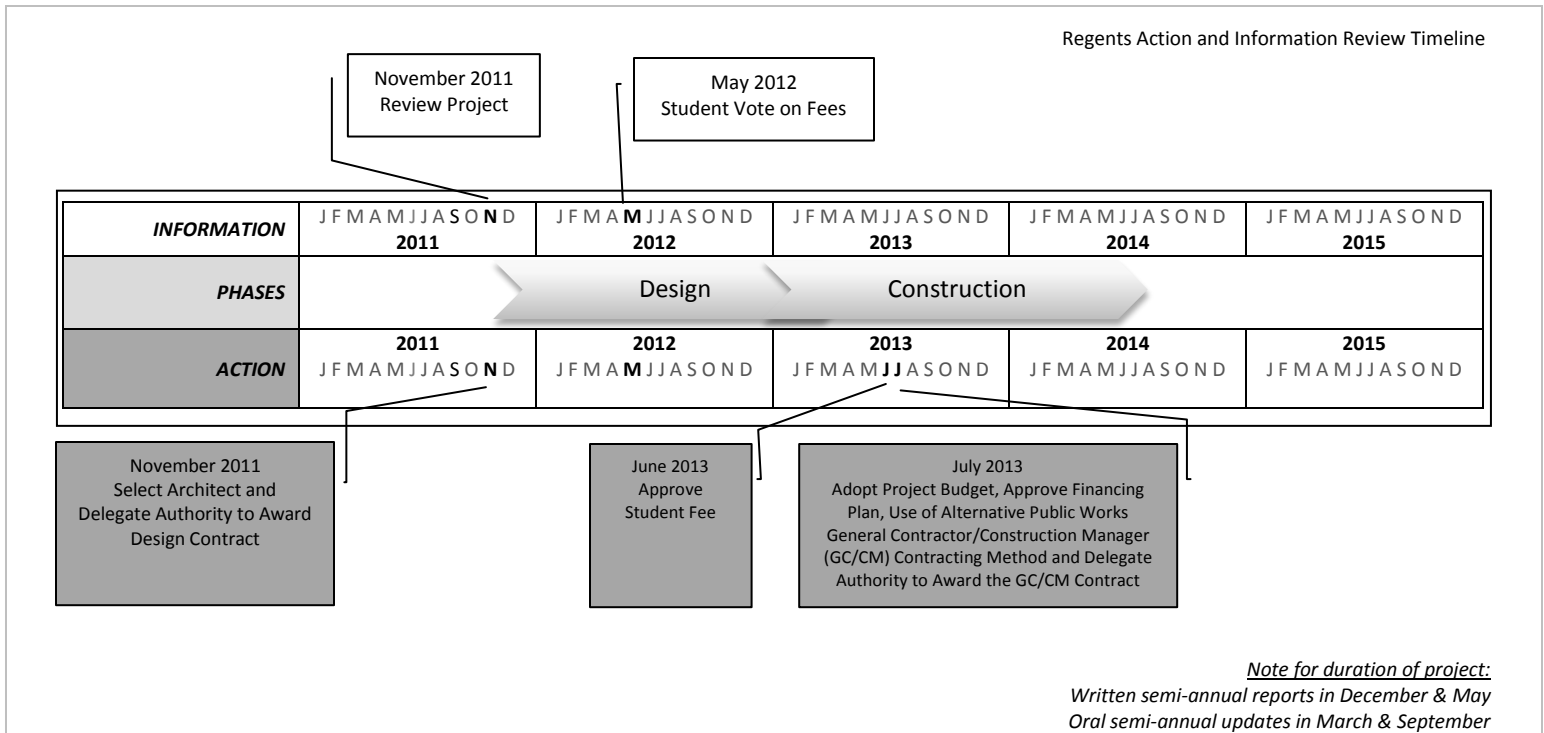 Regents Action and Information Review Timeline
November 2011
Review Project
May 2012
Student Vote on Fees
INFORMATION
J F M A M J J A S O N D
2011
J F M A M J J A S O N D
2012
J F M A M J J A S O N D
2013
J F M A M J J A S O N D
2014
J F M A M J J A S O N D
2015
PHASES
Design
Construction
ACTION
2011
J F M A M J J A S O N D
2012
J F M A M J J A S O N D
2013
J F M A M J J A S O N D
2014
J F M A M J J A S O N D
2015
J F M A M J J A S O N D
November 2011
Select Architect and
Delegate Authority to Award
Design Contract
June 2013
Approve
Student Fee
July 2013
Adopt Project Budget, Approve Financing
Plan, Use of Alternative Public Works
General Contractor/Construction Manager
(GC/CM) Contracting Method and Delegate
Authority to Award the GC/CM Contract
Note for duration of project:
Written semi-annual reports in December & May
Oral semi-annual updates in March & September